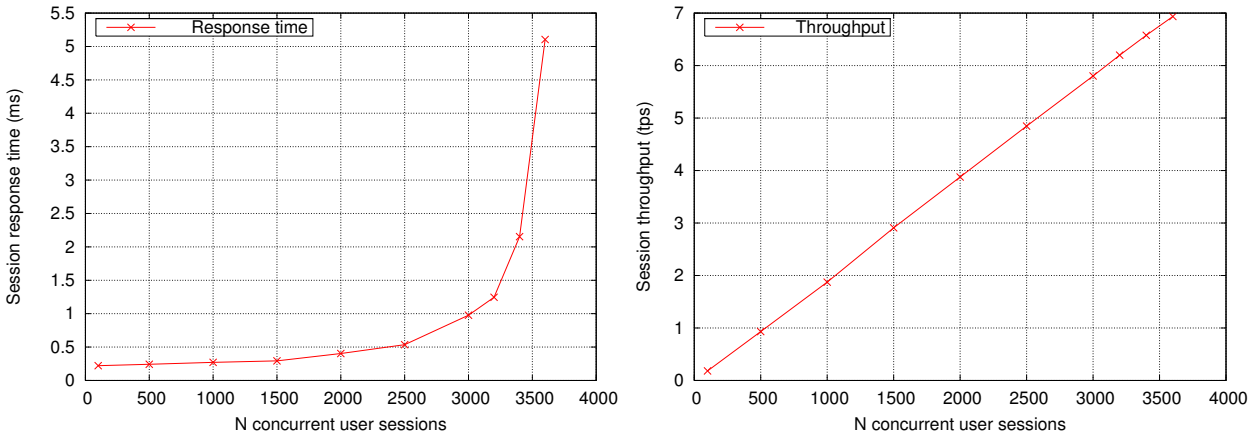 Response time
5.5
5
4.5
4
3.5
3
2.5
2
1.5
1
0.5
0
Session response time (ms)
0 500 1000 1500 2000 2500 3000 3500 4000
N concurrent user sessions
Throughput
7
6
5
4
3
2
1
0
Session throughput (tps)
0 500 1000 1500 2000 2500 3000 3500 4000
N concurrent user sessions